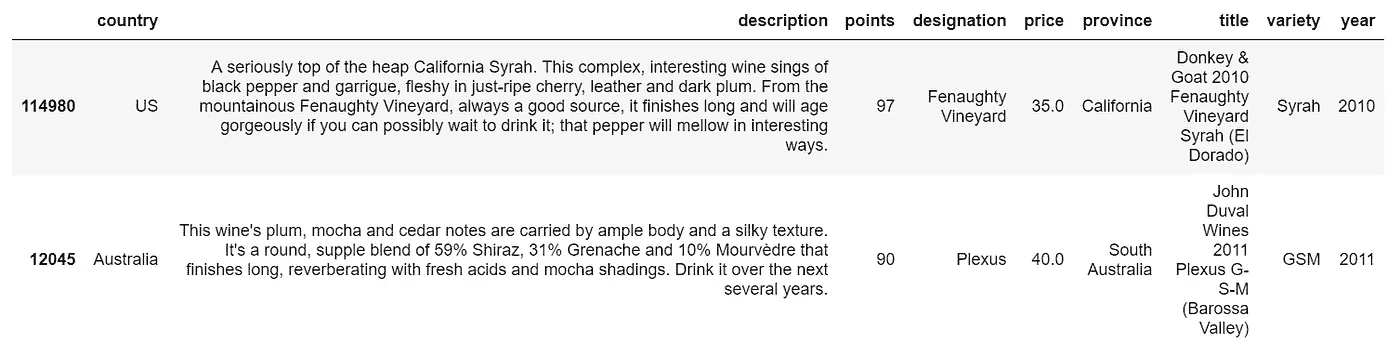 country description points designation price province title variety year
114980 US A seriously top of the heap California Syrah. This complex, interesting wine sings of
black pepper and garrigue, fleshy in just-ripe cherry, leather and dark plum. From the
mountainous Fenaughty Vineyard, always a good source, it finishes long and will age
gorgeously if you can possibly wait to drink it; that pepper will mellow in interesting
ways.
97
Fenaughty
Vineyard
35.0
California
Donkey &
Goat 2010
Fenaughty
Vineyard
Syrah (El
Dorado)
Syrah
2010
12045 Australia This wine's plum, mocha and cedar notes are carried by ample body and a silky texture.
It's a round, supple blend of 59% Shiraz, 31% Grenache and 10% Mourvèdre that
finishes long, reverberating with fresh acids and mocha shadings. Drink it over the next
several years.
90
Plexus
40.0
South
Australia
John
Duval
Wines
2011
Plexus G-
S-M
(Barossa
Valley)
GSM
2011